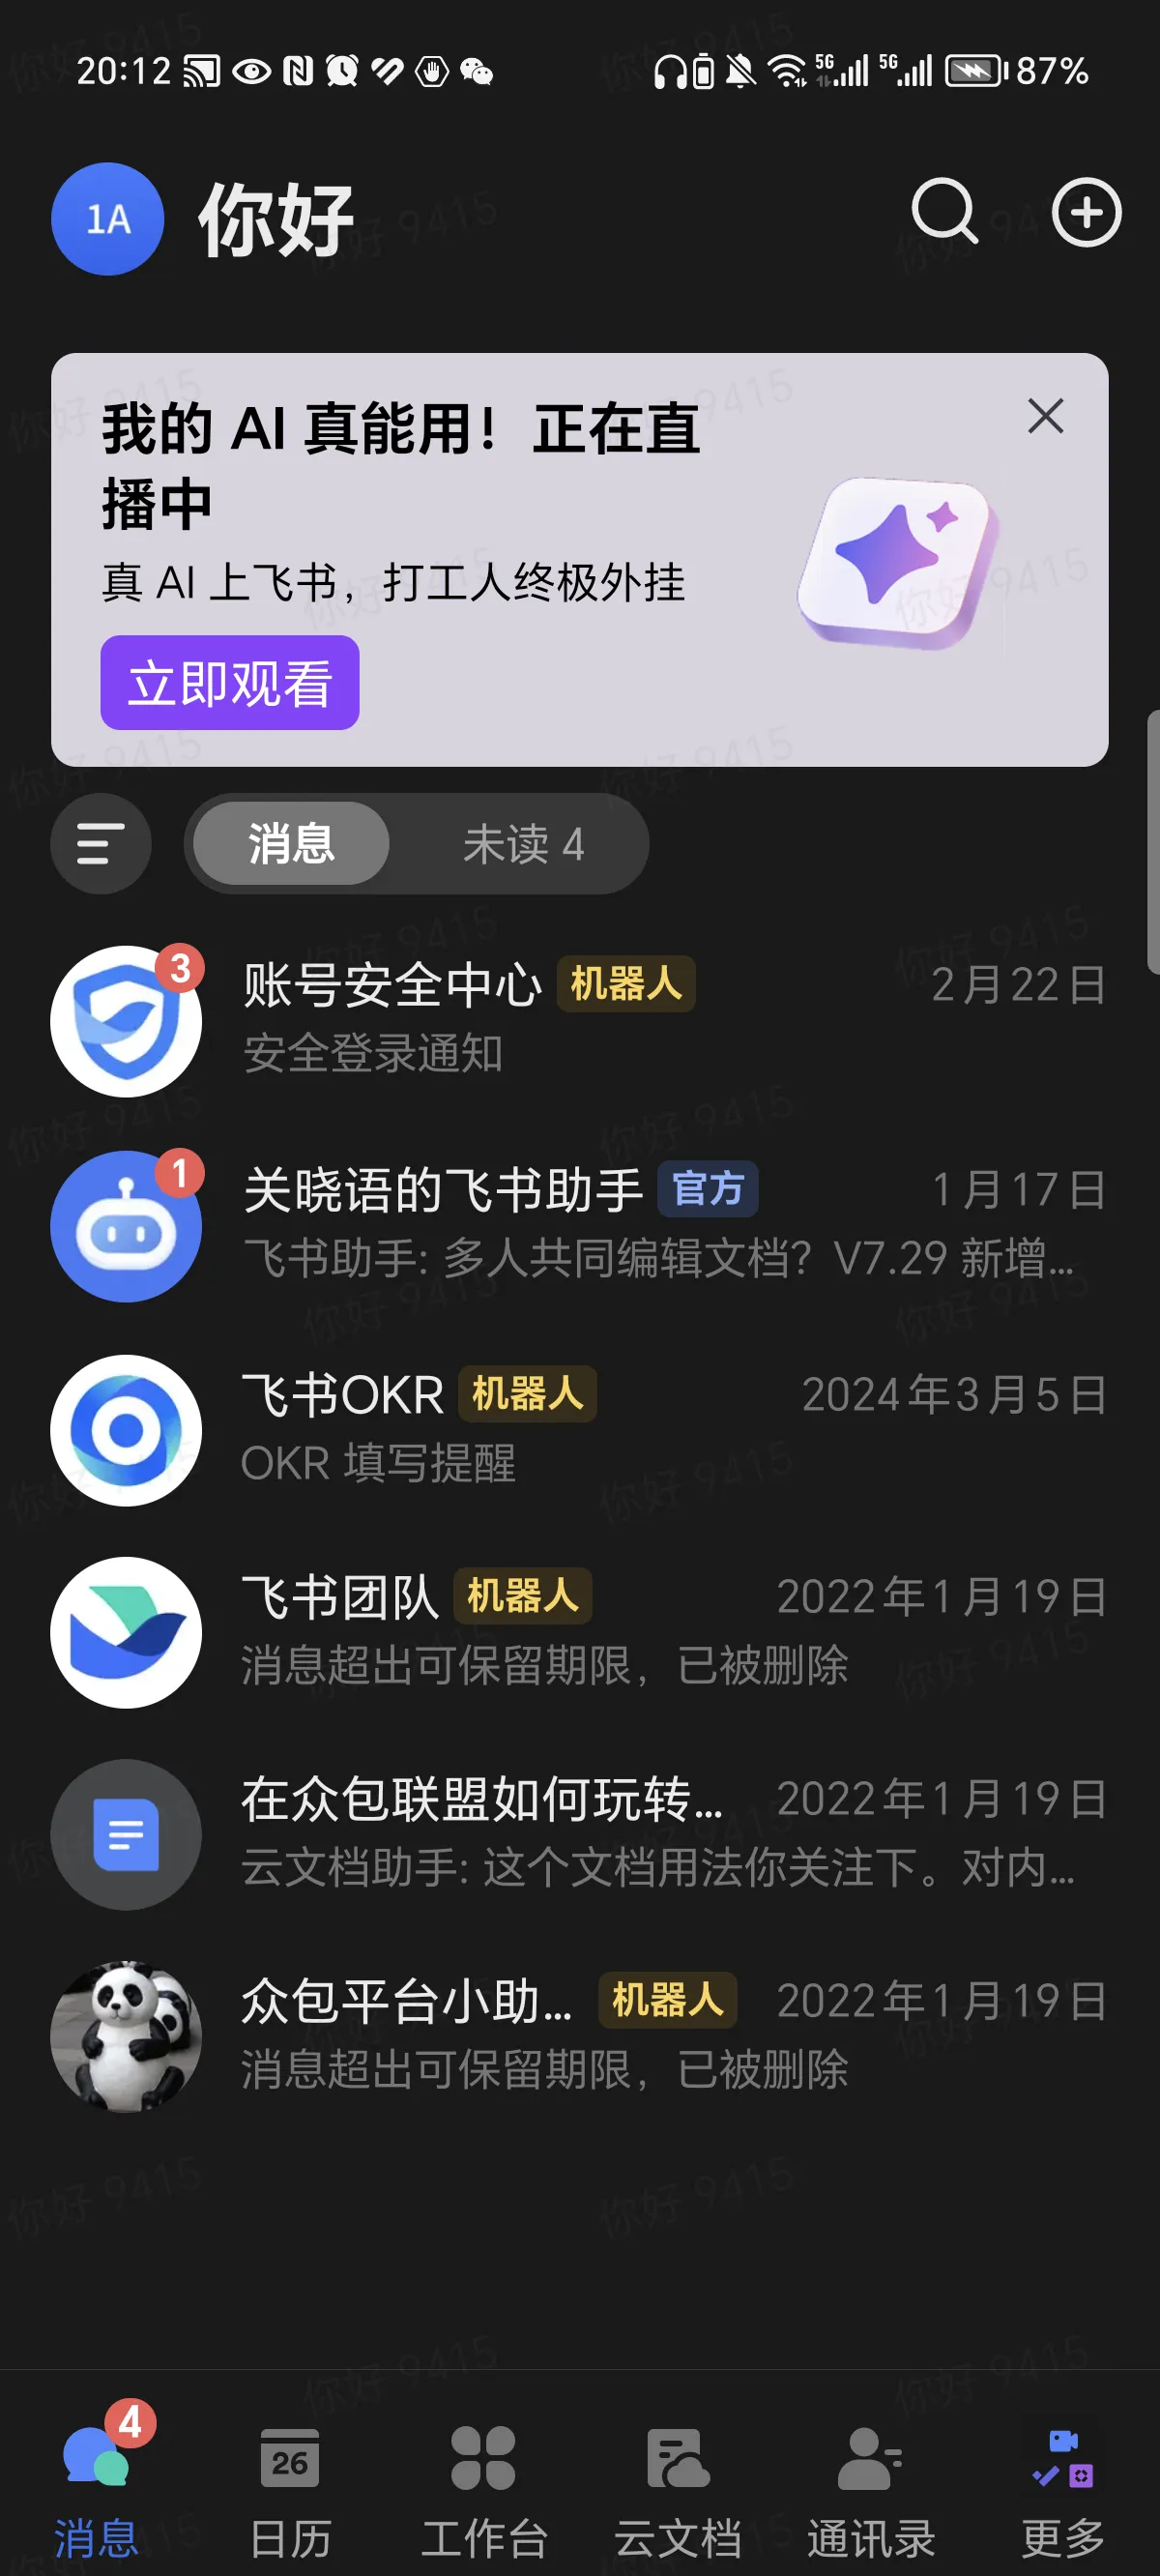 20:12
5G 5G 87%
1A 你好
我的 AI 真能用！正在直
播中
真 AI 上飞书，打工人终极外挂
立即观看
消息 未读 4
3 账号安全中心 机器人 2月22日
安全登录通知
1 关晓语的飞书助手 官方 1月17日
飞书助手: 多人共同编辑文档？V7.29 新增...
飞书OKR 机器人 2024年3月5日
OKR 填写提醒
飞书团队 机器人 2022年1月19日
消息超出可保留期限，已被删除
在众包联盟如何玩转... 2022年1月19日
云文档助手: 这个文档用法你关注下。对内...
众包平台小助... 机器人 2022年1月19日
消息超出可保留期限，已被删除
4 26
消息 日历 工作台 云文档 通讯录 更多
你好 9415